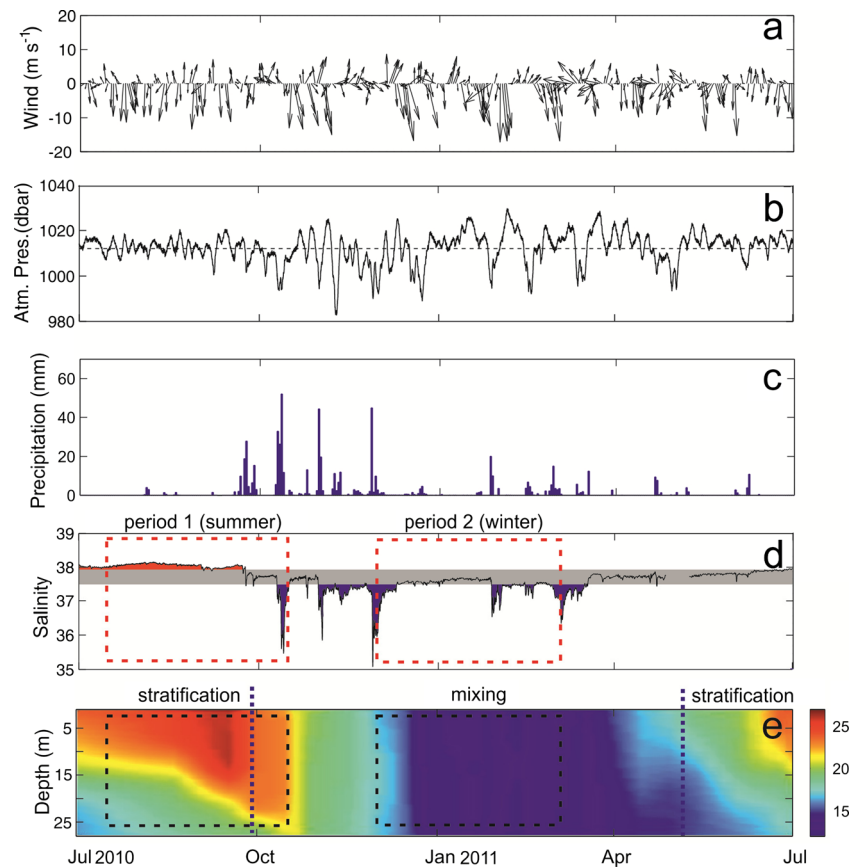 a
20
10
0
-10
-20
Wind (m s-1)
b
1040
1020
1000
980
Atm. Pres.(dbar)
c
60
40
20
0
Precipitation (mm)
period 1 (summer) period 2 (winter)
d
39
38
37
36
35
Salinity
stratification mixing stratification
e
5
15
25
Depth (m)
25
20
15
Jul 2010 Oct Jan 2011 Apr Jul